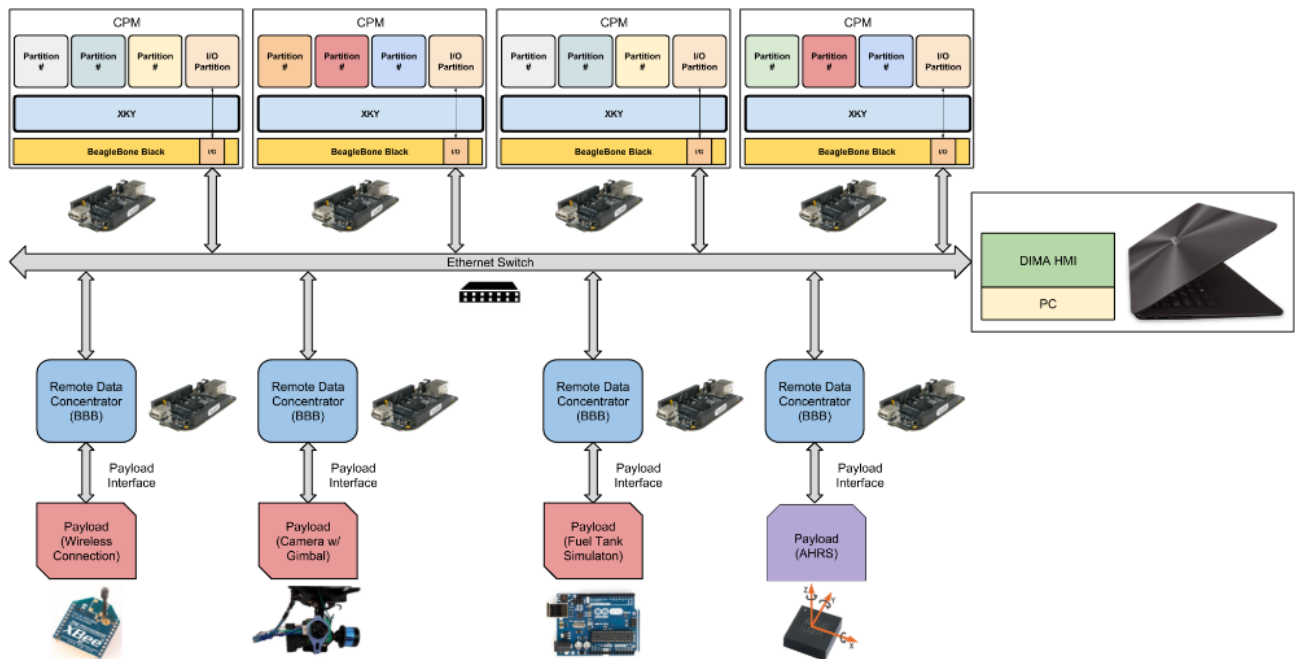 CPM
CPM
CPM
CPM
Partition
#
Partition
#
Partition
#
I/O
Partition
Partition
#
Partition
#
Partition
#
I/O
Partition
Partition
#
Partition
#
Partition
#
I/O
Partition
Partition
#
Partition
#
Partition
#
I/O
Partition
XKY
XKY
XKY
XKY
BeagleBone Black
I/O
BeagleBone Black
I/O
BeagleBone Black
I/O
BeagleBone Black
I/O
Ethernet Switch
DIMA HMI
PC
Remote Data
Concentrator
(BBB)
Remote Data
Concentrator
(BBB)
Remote Data
Concentrator
(BBB)
Remote Data
Concentrator
(BBB)
Payload
Interface
Payload
Interface
Payload
Interface
Payload
Interface
Payload
(Wireless
Connection)
Payload
(Camera w/
Gimbal)
Payload
(Fuel Tank
Simulaton)
Payload
(AHRS)
XBee
Z
Y
X